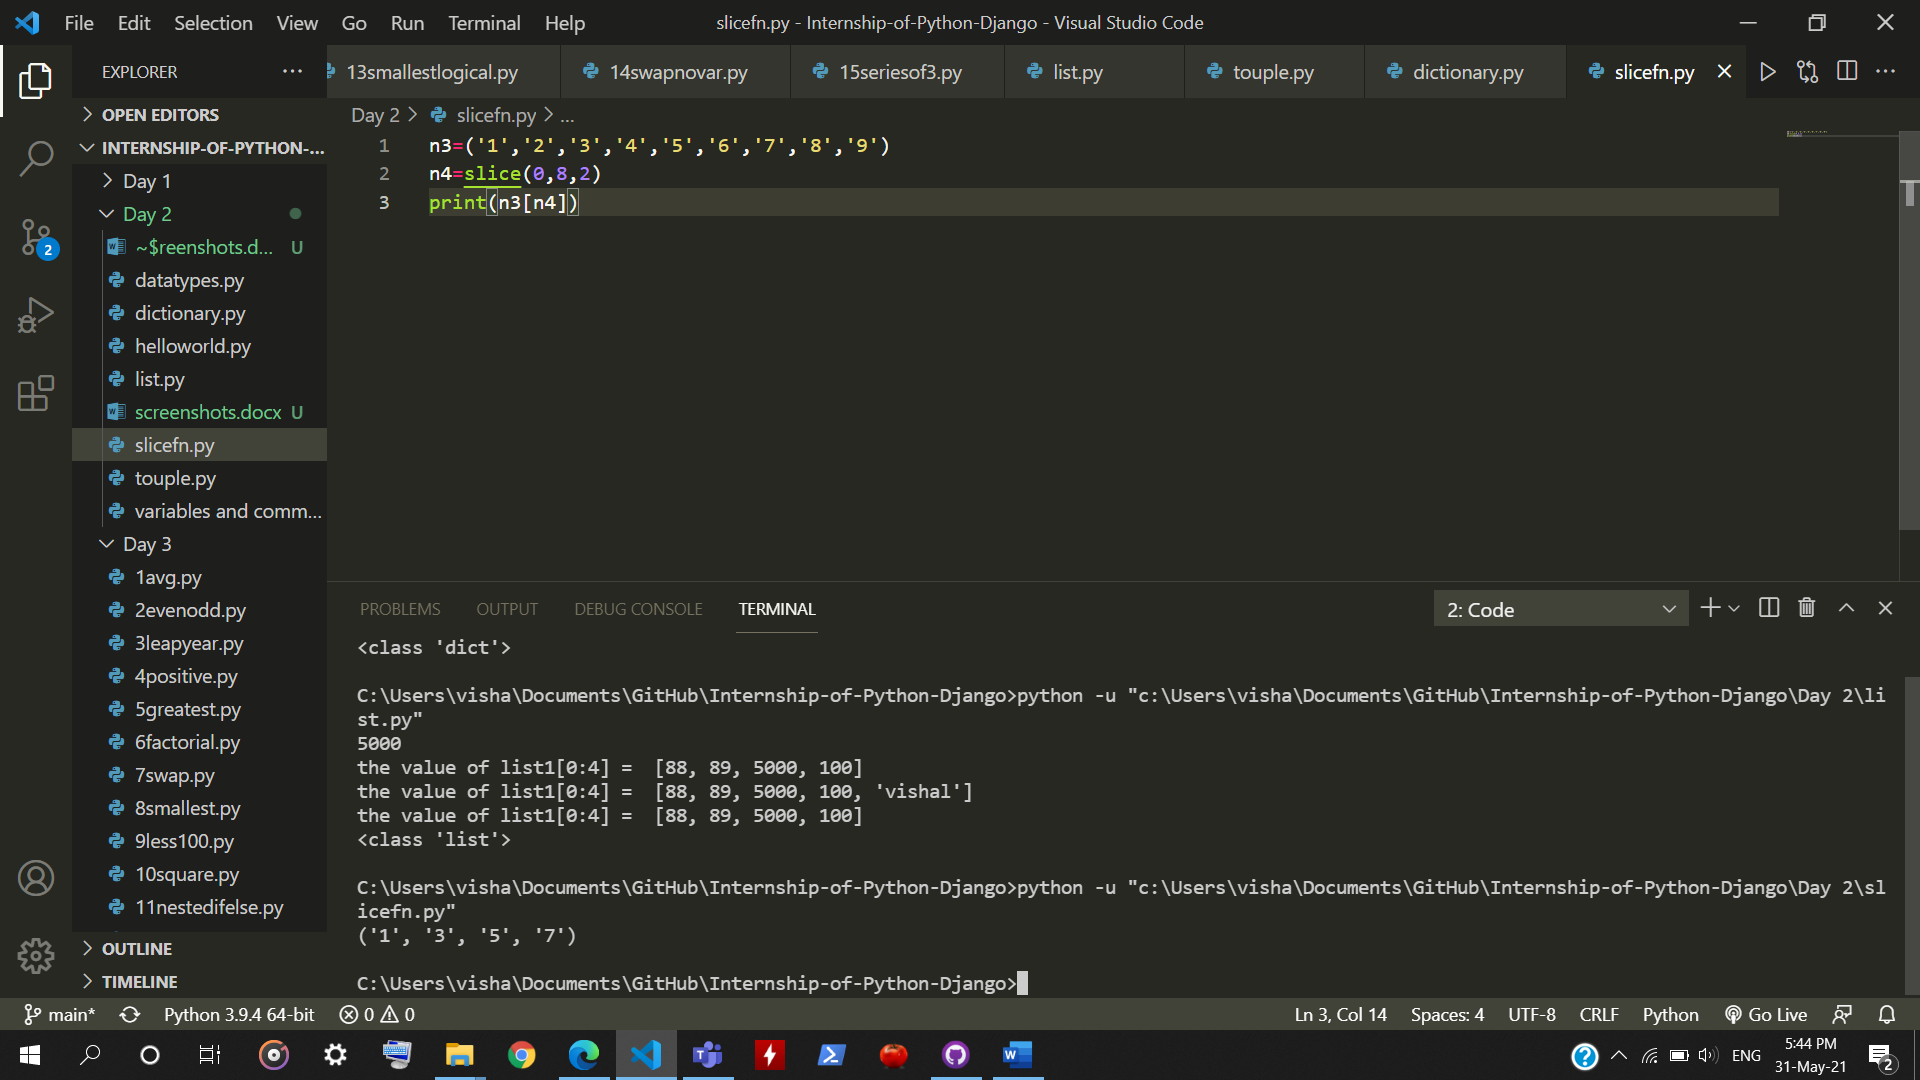 File Edit Selection View Go Run Terminal Help
slicefn.py - Internship-of-Python-Django - Visual Studio Code
EXPLORER ...
13smallestlogical.py 14swapnovar.py 15seriesof3.py list.py touple.py dictionary.py slicefn.py
OPEN EDITORS
INTERNSHIP-OF-PYTHON-...
Day 1
Day 2
~$reenshots.d... U
datatypes.py
dictionary.py
helloworld.py
list.py
screenshots.docx U
slicefn.py
touple.py
variables and comm...
Day 3
1avg.py
2evenodd.py
3leapyear.py
4positive.py
5greatest.py
6factorial.py
7swap.py
8smallest.py
9less100.py
10square.py
11nestedifelse.py
OUTLINE
TIMELINE
2
Day 2 > slicefn.py > ...
1 n3=('1','2','3','4','5','6','7','8','9')
2 n4=slice(0,8,2)
3 print(n3[n4])
PROBLEMS OUTPUT DEBUG CONSOLE TERMINAL
2: Code
<class 'dict'>
C:\Users\visha\Documents\GitHub\Internship-of-Python-Django>python -u "c:\Users\visha\Documents\GitHub\Internship-of-Python-Django\Day 2\li
st.py"
5000
the value of list1[0:4] =  [88, 89, 5000, 100]
the value of list1[0:4] =  [88, 89, 5000, 100, 'vishal']
the value of list1[0:4] =  [88, 89, 5000, 100]
<class 'list'>
C:\Users\visha\Documents\GitHub\Internship-of-Python-Django>python -u "c:\Users\visha\Documents\GitHub\Internship-of-Python-Django\Day 2\sl
icefn.py"
('1', '3', '5', '7')
C:\Users\visha\Documents\GitHub\Internship-of-Python-Django>
main* Python 3.9.4 64-bit 0 0 Ln 3, Col 14 Spaces: 4 UTF-8 CRLF Python Go Live
ENG
5:44 PM
31-May-21
2